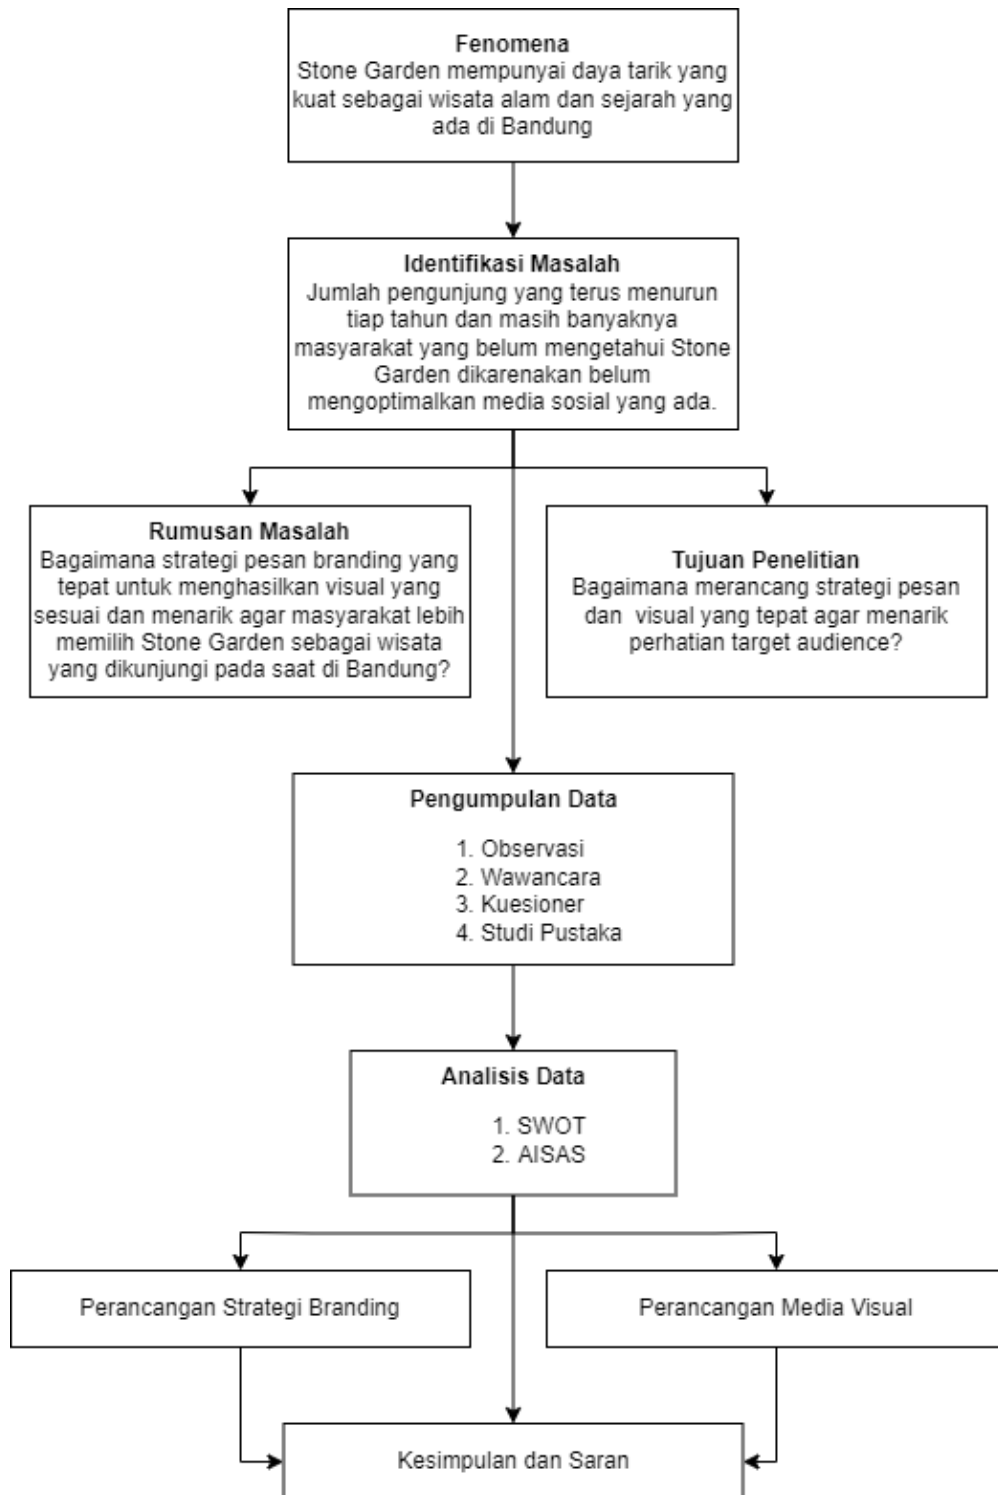 Fenomena
Stone Garden mempunyai daya tarik yang
kuat sebagai wisata alam dan sejarah yang
ada di Bandung
Identifikasi Masalah
Jumlah pengunjung yang terus menurun
tiap tahun dan masih banyaknya
masyarakat yang belum mengetahui Stone
Garden dikarenakan belum
mengoptimalkan media sosial yang ada.
Rumusan Masalah
Bagaimana strategi pesan branding yang
tepat untuk menghasilkan visual yang
sesuai dan menarik agar masyarakat lebih
memilih Stone Garden sebagai wisata
yang dikunjungi pada saat di Bandung?
Tujuan Penelitian
Bagaimana merancang strategi pesan
dan visual yang tepat agar menarik
perhatian target audience?
Pengumpulan Data
1. Observasi
2. Wawancara
3. Kuesioner
4. Studi Pustaka
Analisis Data
1. SWOT
2. AISAS
Perancangan Strategi Branding
Perancangan Media Visual
Kesimpulan dan Saran